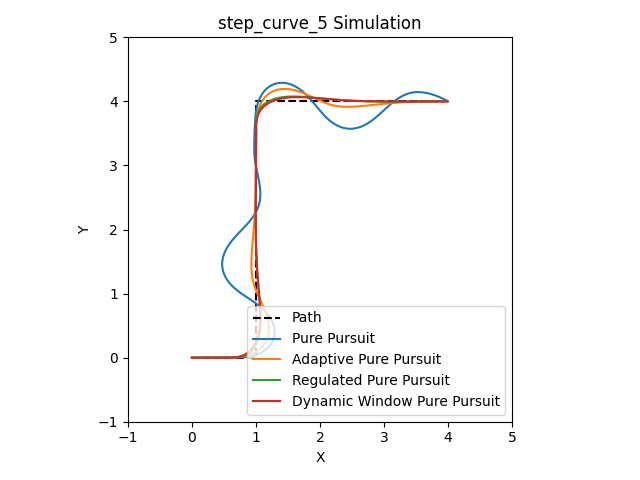 step_curve_5 Simulation
5
4
3
2
1
0
−1
Y
Path
Pure Pursuit
Adaptive Pure Pursuit
Regulated Pure Pursuit
Dynamic Window Pure Pursuit
−1 0 1 2 3 4 5
X